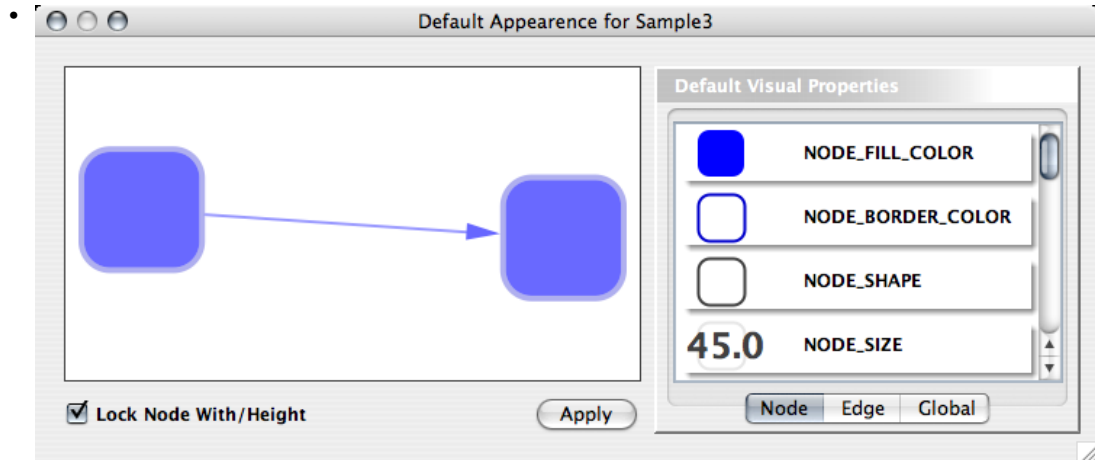 Default Appearence for Sample3
Default Visual Properties
NODE_FILL_COLOR
NODE_BORDER_COLOR
NODE_SHAPE
45.0 NODE_SIZE
Lock Node With/Height
Apply
Node Edge Global